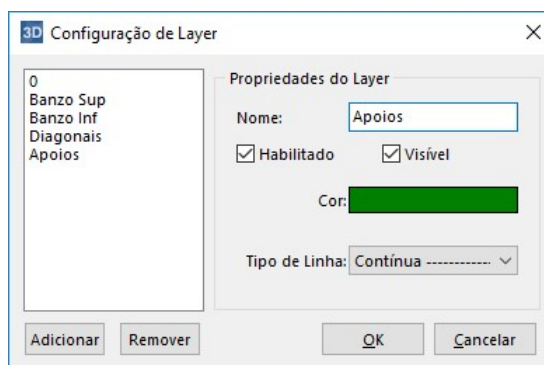 3D Configuração de Layer
0
Banzo Sup
Banzo Inf
Diagonais
Apoios
Propriedades do Layer
Nome: Apoios
Habilitado Visível
Cor:
Tipo de Linha: Contínua -----------
Adicionar Remover OK Cancelar